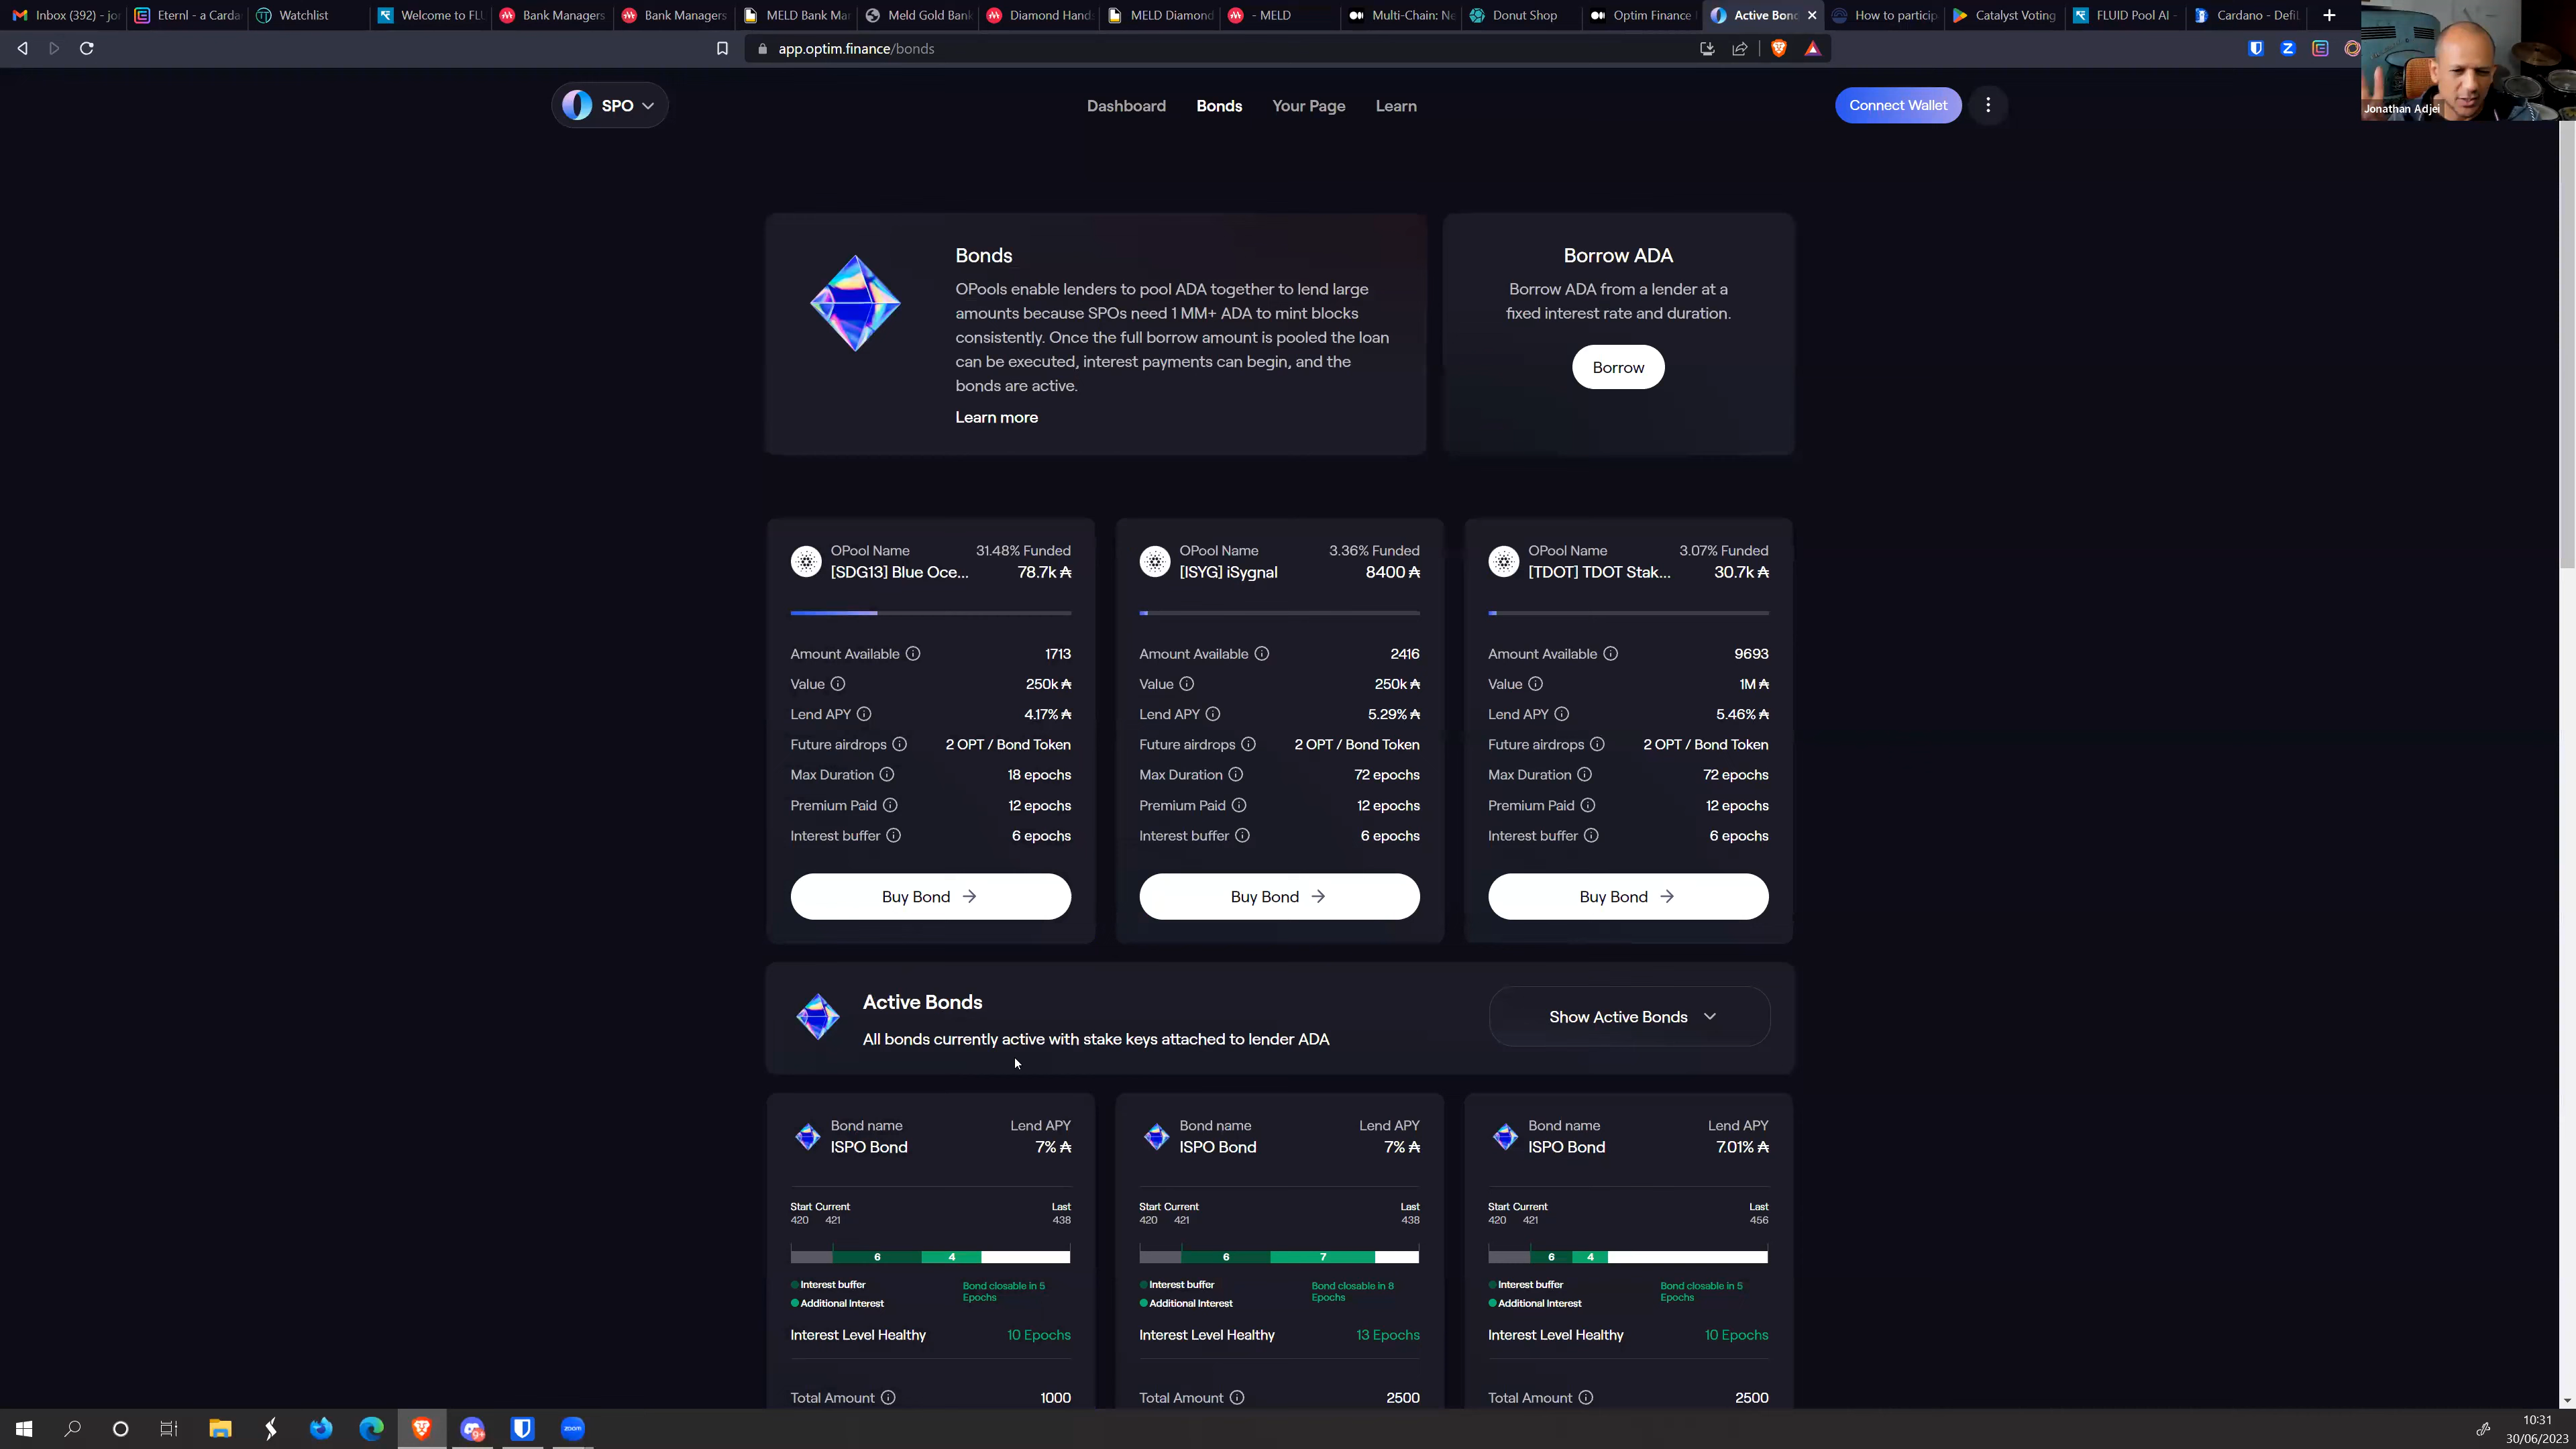 Inbox (392) - jor
Eternl - a Carda
Watchlist
Welcome to FLU
Bank Managers
Bank Managers
MELD Bank Man
Meld Gold Bank
Diamond Hands
MELD Diamond
- MELD
Multi-Chain: Ne
Donut Shop
Optim Finance
Active Bond
How to particip
Catalyst Voting
FLUID Pool AI -
Cardano - DefiL
app.optim.finance/bonds
Jonathan Adjei
SPO
Dashboard
Bonds
Your Page
Learn
Connect Wallet
Bonds
OPools enable lenders to pool ADA together to lend large
amounts because SPOs need 1 MM+ ADA to mint blocks
consistently. Once the full borrow amount is pooled the loan
can be executed, interest payments can begin, and the
bonds are active.
Learn more
Borrow ADA
Borrow ADA from a lender at a
fixed interest rate and duration.
Borrow
OPool Name 31.48% Funded
[SDG13] Blue Oce... 78.7k ₳
Amount Available 1713
Value 250k ₳
Lend APY 4.17% ₳
Future airdrops 2 OPT / Bond Token
Max Duration 18 epochs
Premium Paid 12 epochs
Interest buffer 6 epochs
Buy Bond
OPool Name 3.36% Funded
[ISYG] iSygnal 8400 ₳
Amount Available 2416
Value 250k ₳
Lend APY 5.29% ₳
Future airdrops 2 OPT / Bond Token
Max Duration 72 epochs
Premium Paid 12 epochs
Interest buffer 6 epochs
Buy Bond
OPool Name 3.07% Funded
[TDOT] TDOT Stak... 30.7k ₳
Amount Available 9693
Value 1M ₳
Lend APY 5.46% ₳
Future airdrops 2 OPT / Bond Token
Max Duration 72 epochs
Premium Paid 12 epochs
Interest buffer 6 epochs
Buy Bond
Active Bonds
All bonds currently active with stake keys attached to lender ADA
Show Active Bonds
Bond name Lend APY
ISPO Bond 7% ₳
Start Current Last
420 421 438
6 4
Interest buffer
Additional Interest
Bond closable in 5
Epochs
Interest Level Healthy 10 Epochs
Total Amount 1000
Bond name Lend APY
ISPO Bond 7% ₳
Start Current Last
420 421 438
6 7
Interest buffer
Additional Interest
Bond closable in 8
Epochs
Interest Level Healthy 13 Epochs
Total Amount 2500
Bond name Lend APY
ISPO Bond 7.01% ₳
Start Current Last
420 421 456
6 4
Interest buffer
Additional Interest
Bond closable in 5
Epochs
Interest Level Healthy 10 Epochs
Total Amount 2500
zoom
10:31
30/06/2023